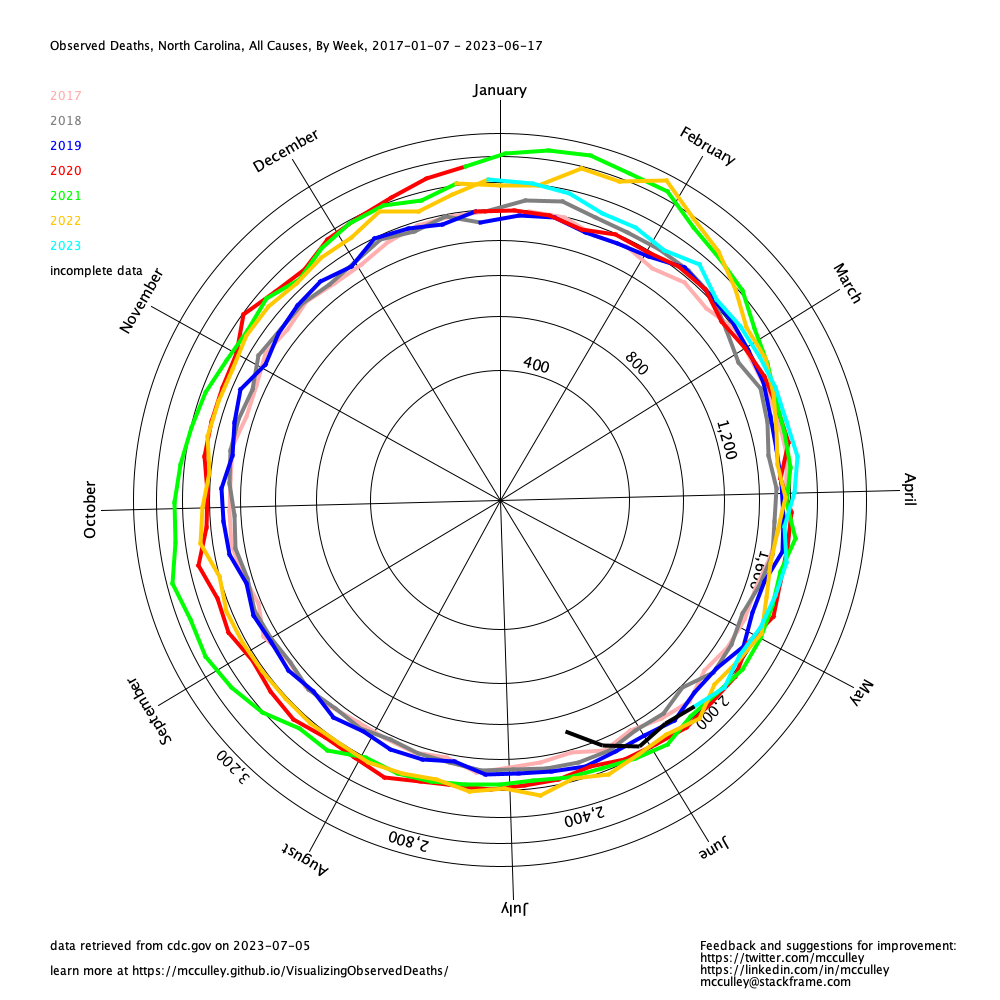 Observed Deaths, North Carolina, All Causes, By Week, 2017-01-07 - 2023-06-17
January
2017
2018
2019
2020
2021
2022
2023
incomplete data
December
February
November
March
400
800
1,200
October
April
1,600
September
May
2,000
3,200
2,400
2,800
August
June
July
data retrieved from cdc.gov on 2023-07-05
learn more at https://mcculley.github.io/VisualizingObservedDeaths/
Feedback and suggestions for improvement:
https://twitter.com/mcculley
https://linkedin.com/in/mcculley
mcculley@stackframe.com